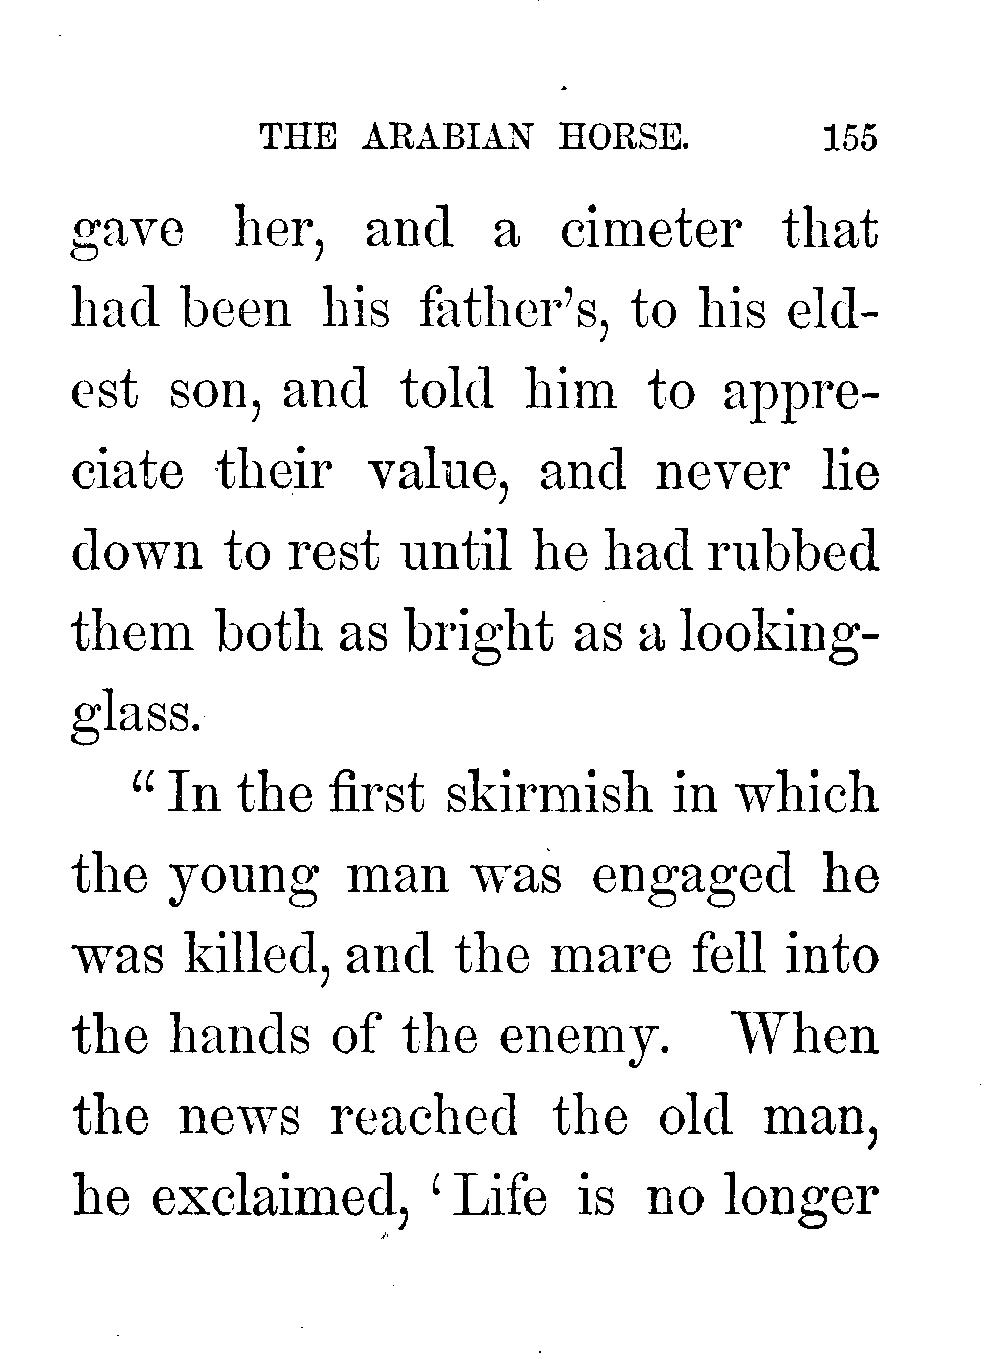 THE ARABIAN HORSE. 155
gave her, and a cimeter that
had been his father's, to his eld-
est son, and told him to appre-
ciate their value, and never lie
down to rest until he had rubbed
them both as bright as a looking-
glass.
"In the first skirmish in which
the young man was engaged he
was killed, and the mare fell into
the hands of the enemy. When
the news reached the old man,
he exclaimed, 'Life is no longer